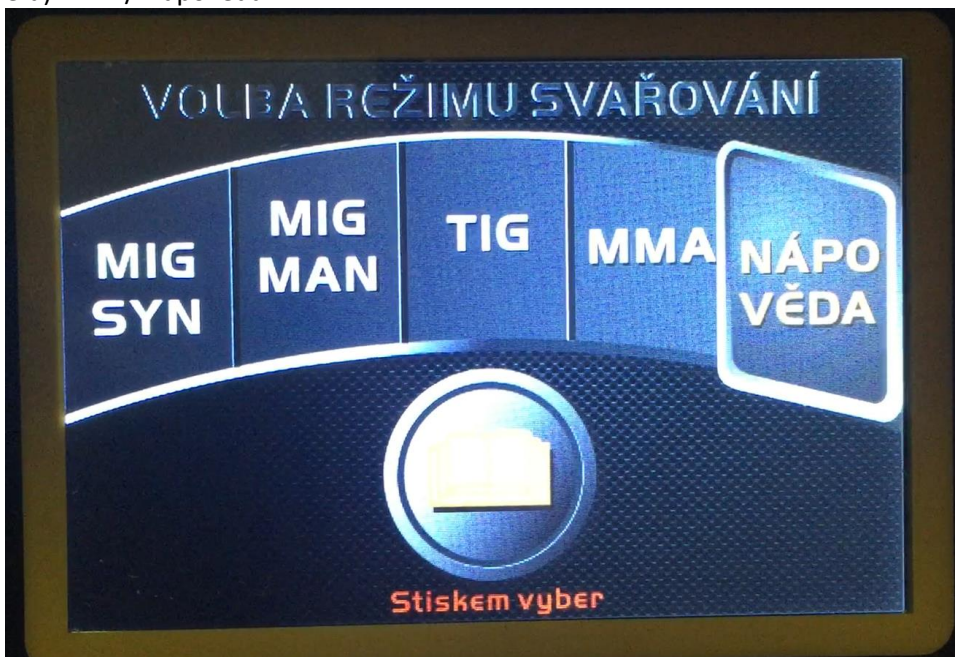 VOLBA REŽIMU SVAŘOVÁNÍ
MIG
SYN
MIG
MAN
TIG
MMA
NÁPO
VĚDA
Stiskem vyber